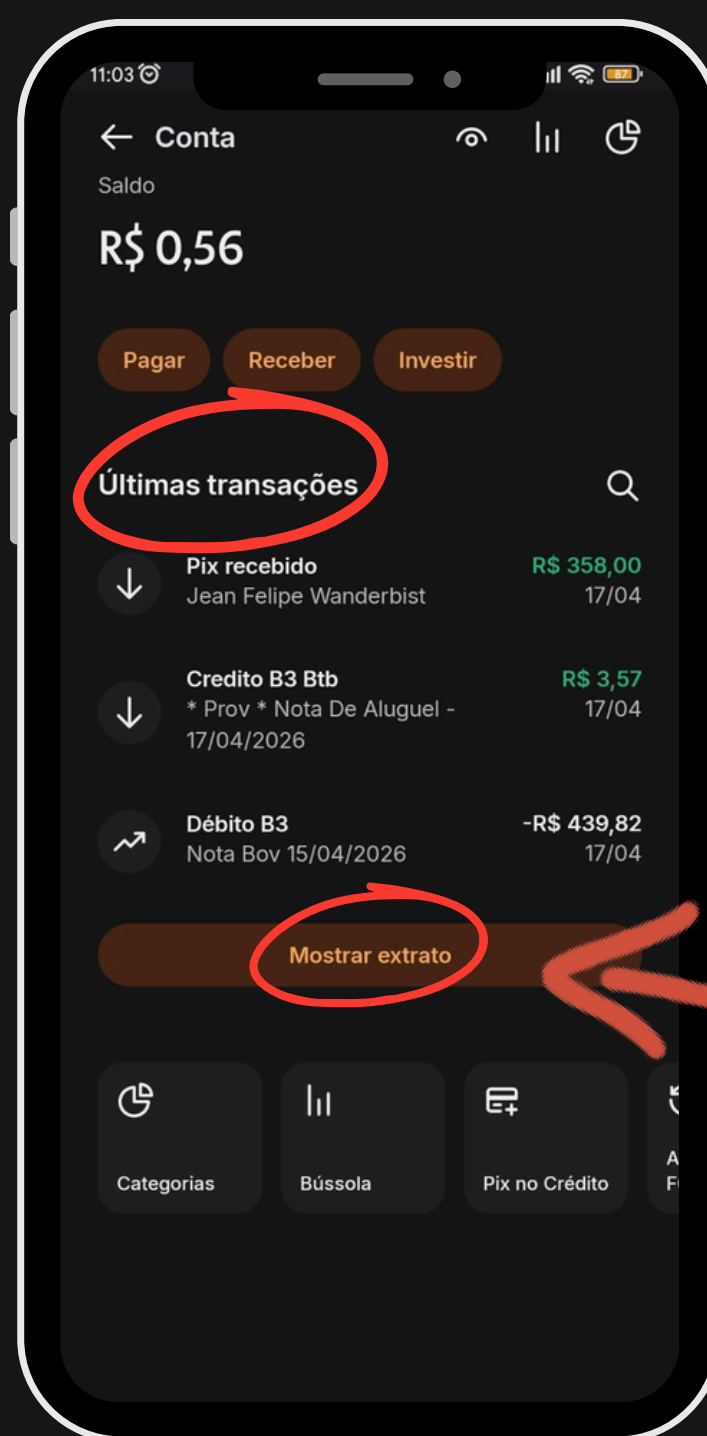 11:03
87
Conta
Saldo
R$ 0,56
Pagar
Receber
Investir
Últimas transações
Pix recebido
R$ 358,00
Jean Felipe Wanderbist
17/04
Credito B3 Btb
R$ 3,57
* Prov * Nota De Aluguel -
17/04
17/04/2026
Débito B3
-R$ 439,82
Nota Bov 15/04/2026
17/04
Mostrar extrato
Categorias
Bússola
Pix no Crédito